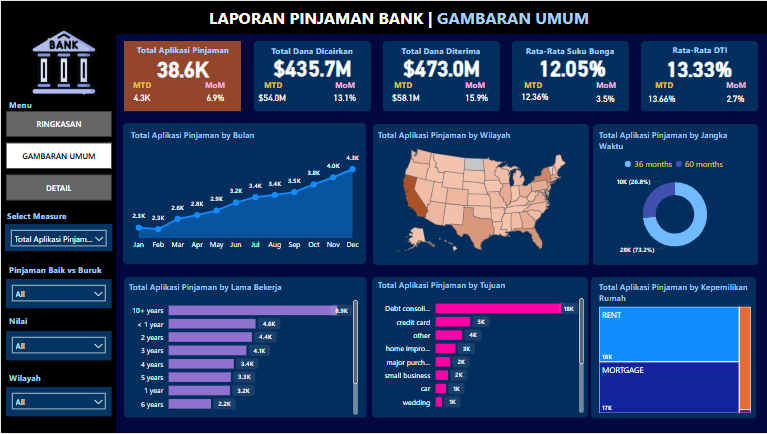 LAPORAN PINJAMAN BANK | GAMBARAN UMUM
BANK
Menu
RINGKASAN
GAMBARAN UMUM
DETAIL
Select Measure
Total Aplikasi Pinjam...
Pinjaman Baik vs Buruk
All
Nilai
All
Wilayah
All
Total Aplikasi Pinjaman
38.6K
MTD MoM
4.3K 6.9%
Total Dana Dicairkan
$435.7M
MTD MoM
$54.0M 13.1%
Total Dana Diterima
$473.0M
MTD MoM
$58.1M 15.9%
Rata-Rata Suku Bunga
12.05%
MTD MoM
12.36% 3.5%
Rata-Rata DTI
13.33%
MTD MoM
13.66% 2.7%
Total Aplikasi Pinjaman by Bulan
2.3K 2.3K 2.6K 2.8K 2.9K 3.2K 3.4K 3.4K 3.5K 3.8K 4.0K 4.3K
Jan Feb Mar Apr May Jun Jul Aug Sep Oct Nov Dec
Total Aplikasi Pinjaman by Wilayah
Total Aplikasi Pinjaman by Jangka
Waktu
36 months 60 months
10K (26.8%)
28K (73.2%)
Total Aplikasi Pinjaman by Lama Bekerja
10+ years 8.9K
< 1 year 4.6K
2 years 4.4K
3 years 4.1K
4 years 3.4K
5 years 3.3K
1 year 3.2K
6 years 2.2K
Total Aplikasi Pinjaman by Tujuan
Debt consoli... 18K
credit card 5K
other 4K
home impro... 3K
major purch... 2K
small business 2K
car 1K
wedding 1K
Total Aplikasi Pinjaman by Kepemilikan
Rumah
RENT
18K
MORTGAGE
17K